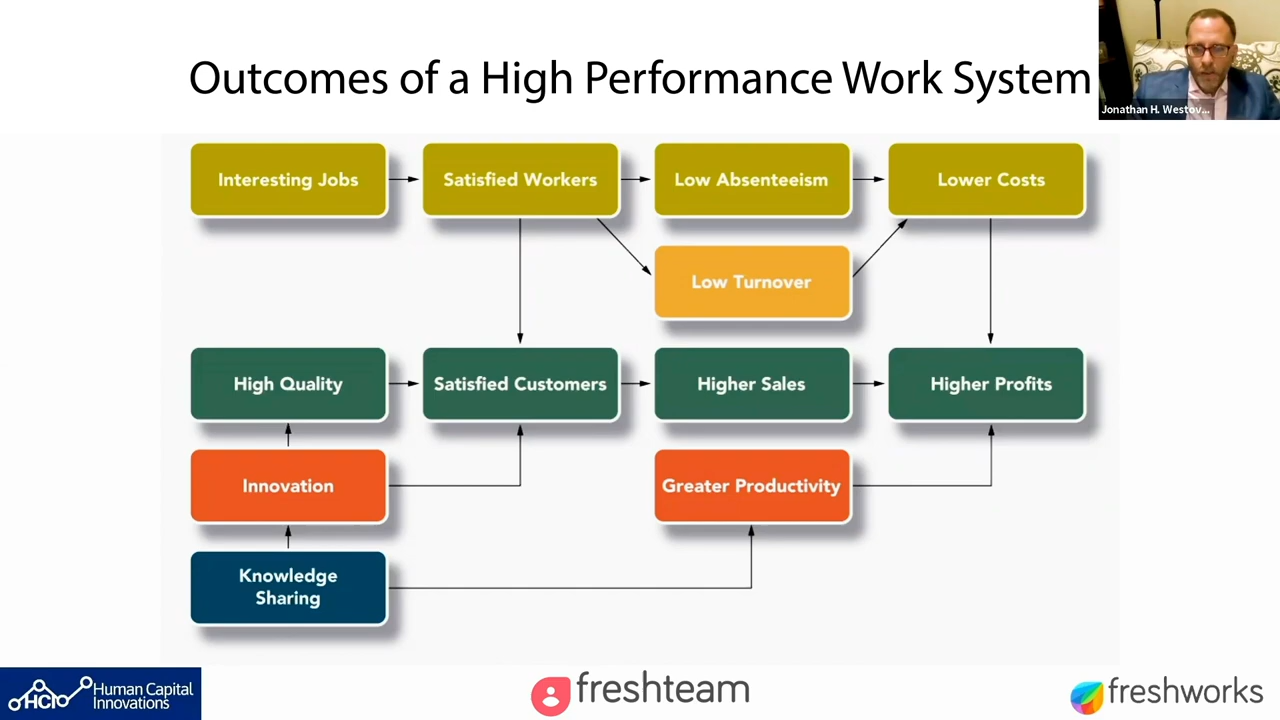 Outcomes of a High Performance Work System
Jonathan H. Westov...
Interesting Jobs
Satisfied Workers
Low Absenteeism
Lower Costs
Low Turnover
High Quality
Satisfied Customers
Higher Sales
Higher Profits
Innovation
Greater Productivity
Knowledge
Sharing
HCI
Human Capital
Innovations
freshteam
freshworks